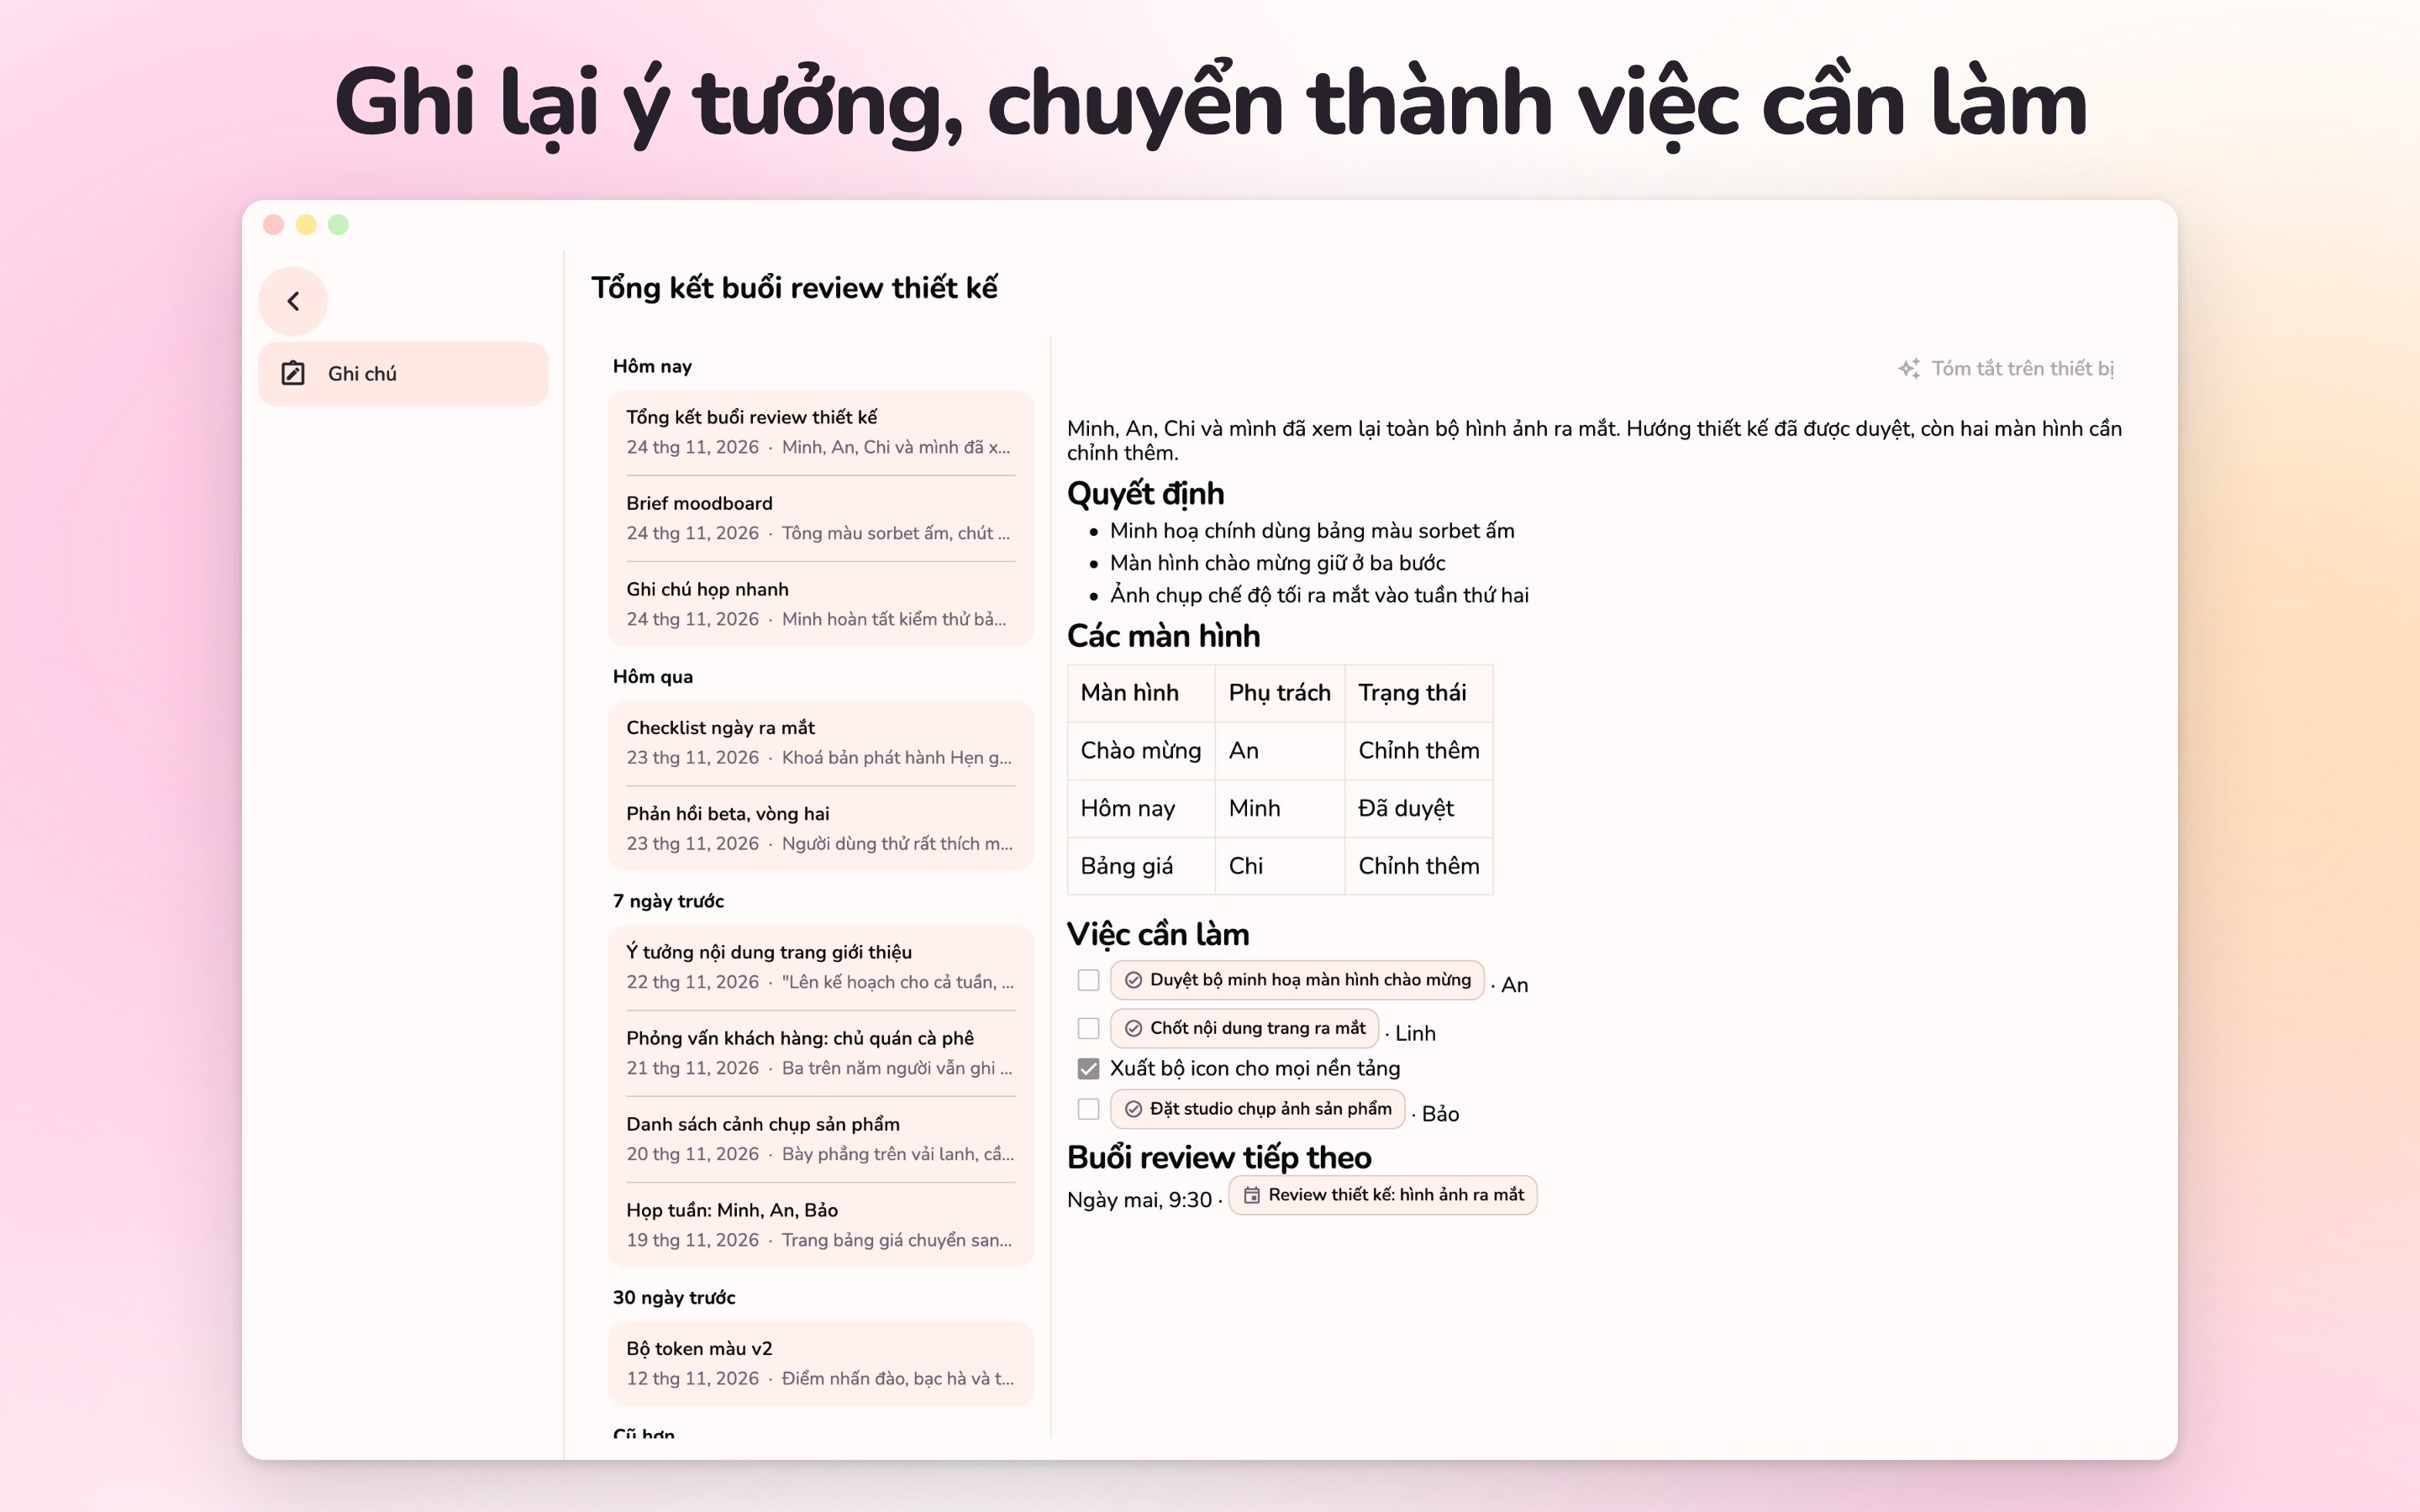 Ghi lại ý tưởng, chuyển thành việc cần làm
Tổng kết buổi review thiết kế
Ghi chú
Hôm nay
Tổng kết buổi review thiết kế
24 thg 11, 2026 · Minh, An, Chi và mình đã x...
Brief moodboard
24 thg 11, 2026 · Tông màu sorbet ấm, chút ...
Ghi chú họp nhanh
24 thg 11, 2026 · Minh hoàn tất kiểm thử bả...
Hôm qua
Checklist ngày ra mắt
23 thg 11, 2026 · Khoá bản phát hành Hẹn g...
Phản hồi beta, vòng hai
23 thg 11, 2026 · Người dùng thử rất thích m...
7 ngày trước
Ý tưởng nội dung trang giới thiệu
22 thg 11, 2026 · "Lên kế hoạch cho cả tuần, ...
Phỏng vấn khách hàng: chủ quán cà phê
21 thg 11, 2026 · Ba trên năm người vẫn ghi ...
Danh sách cảnh chụp sản phẩm
20 thg 11, 2026 · Bày phẳng trên vải lanh, cầ...
Họp tuần: Minh, An, Bảo
19 thg 11, 2026 · Trang bảng giá chuyển san...
30 ngày trước
Bộ token màu v2
12 thg 11, 2026 · Điểm nhấn đào, bạc hà và t...
Cũ hơn
Tóm tắt trên thiết bị
Minh, An, Chi và mình đã xem lại toàn bộ hình ảnh ra mắt. Hướng thiết kế đã được duyệt, còn hai màn hình cần
chỉnh thêm.
Quyết định
• Minh hoạ chính dùng bảng màu sorbet ấm
• Màn hình chào mừng giữ ở ba bước
• Ảnh chụp chế độ tối ra mắt vào tuần thứ hai
Các màn hình
Màn hình Phụ trách Trạng thái
Chào mừng An Chỉnh thêm
Hôm nay Minh Đã duyệt
Bảng giá Chi Chỉnh thêm
Việc cần làm
Duyệt bộ minh hoạ màn hình chào mừng · An
Chốt nội dung trang ra mắt · Linh
Xuất bộ icon cho mọi nền tảng
Đặt studio chụp ảnh sản phẩm · Bảo
Buổi review tiếp theo
Ngày mai, 9:30 · Review thiết kế: hình ảnh ra mắt